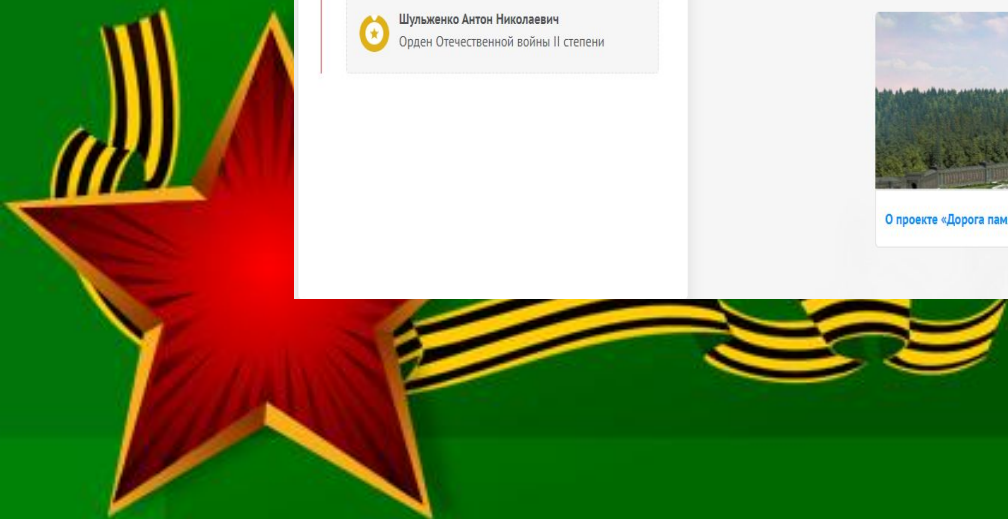 Шульженко Антон Николаевич
Орден Отечественной войны II степени
О проекте «Дорога пам